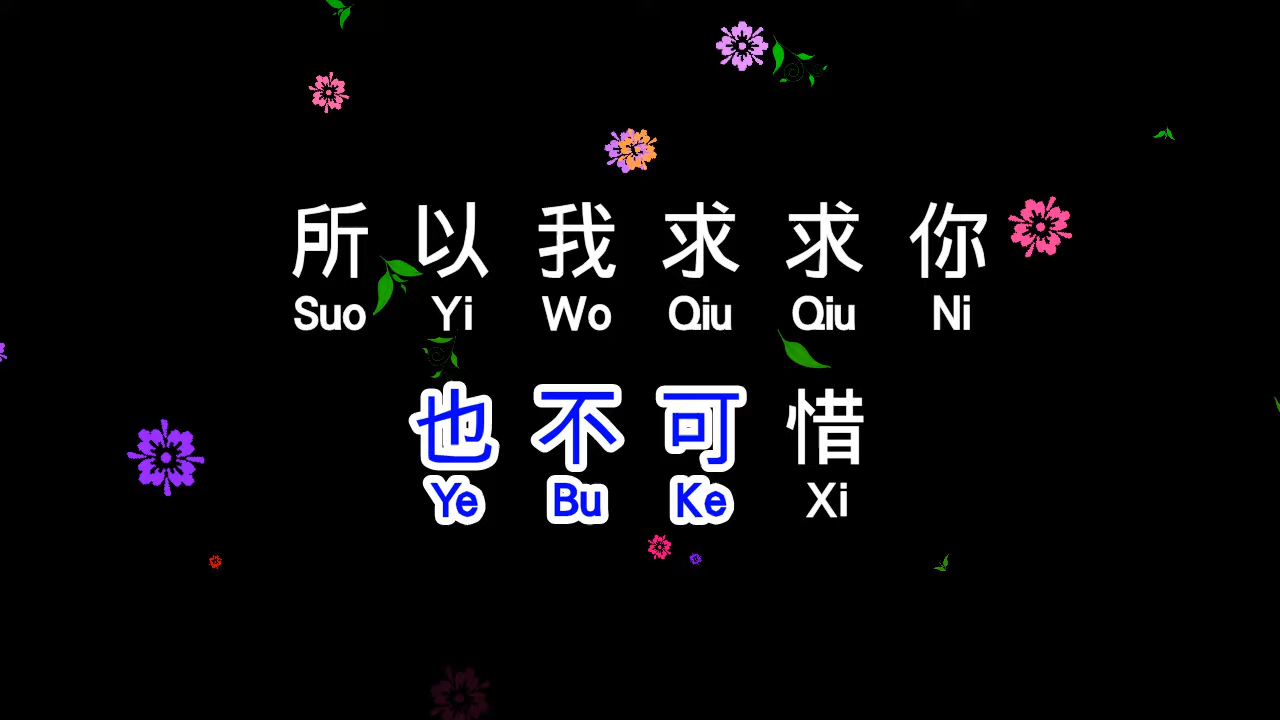 所 以 我 求 求 你
Suo Yi Wo Qiu Qiu Ni
也 不 可 惜
Ye Bu Ke Xi